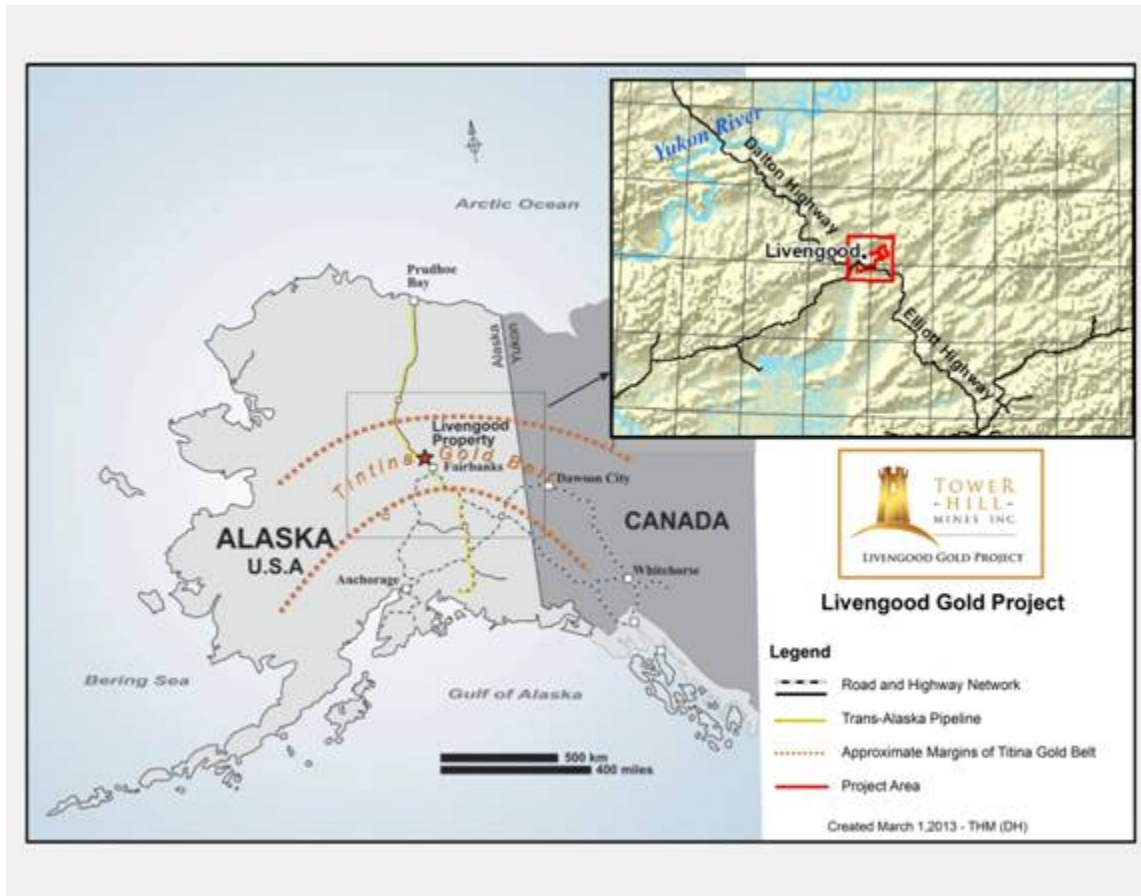 Arctic Ocean
Prudhoe
Bay
Alaska
Yukon
Livengood
Property
Tintina Gold Belt
Fairbanks
Dawson City
ALASKA
U.S.A
CANADA
Anchorage
Whitehorse
Bering Sea
Gulf of Alaska
500 km
400 miles
Yukon River
Dalton Highway
Livengood
Elliott Highway
TOWER
-HILL-
MINES INC.
LIVENGOOD GOLD PROJECT
Livengood Gold Project
Legend
Road and Highway Network
Trans-Alaska Pipeline
Approximate Margins of Titina Gold Belt
Project Area
Created March 1,2013 - THM (DH)